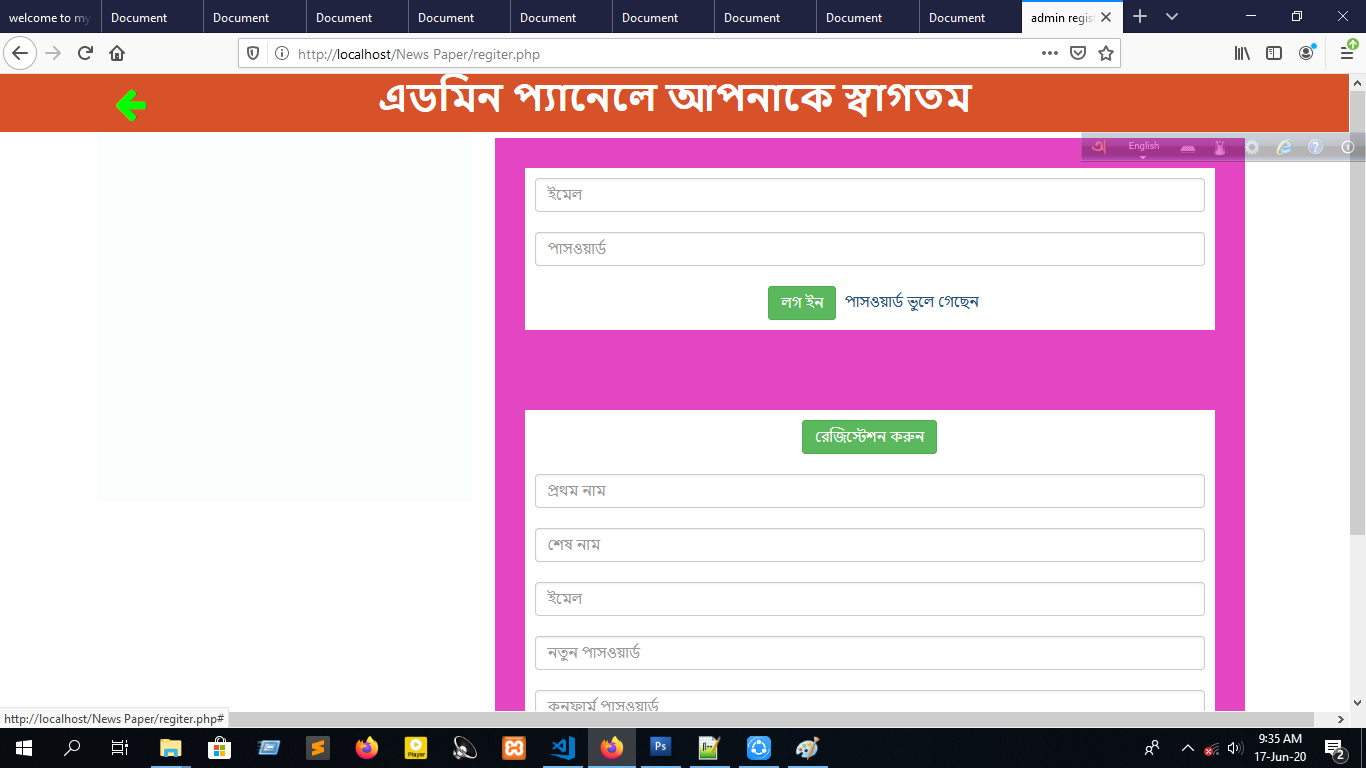 welcome to my
Document
Document
Document
Document
Document
Document
Document
Document
Document
admin regist
http://localhost/News Paper/regiter.php
এডমিন প্যানেলে আপনাকে স্বাগতম
অ English
ইমেল
পাসওয়ার্ড
লগ ইন পাসওয়ার্ড ভুলে গেছেন
রেজিস্টেশন করুন
প্রথম নাম
শেষ নাম
ইমেল
নতুন পাসওয়ার্ড
কনফার্ম পাসওয়ার্ড
http://localhost/News Paper/regiter.php#
Player
Ps
9:35 AM
17-Jun-20
2